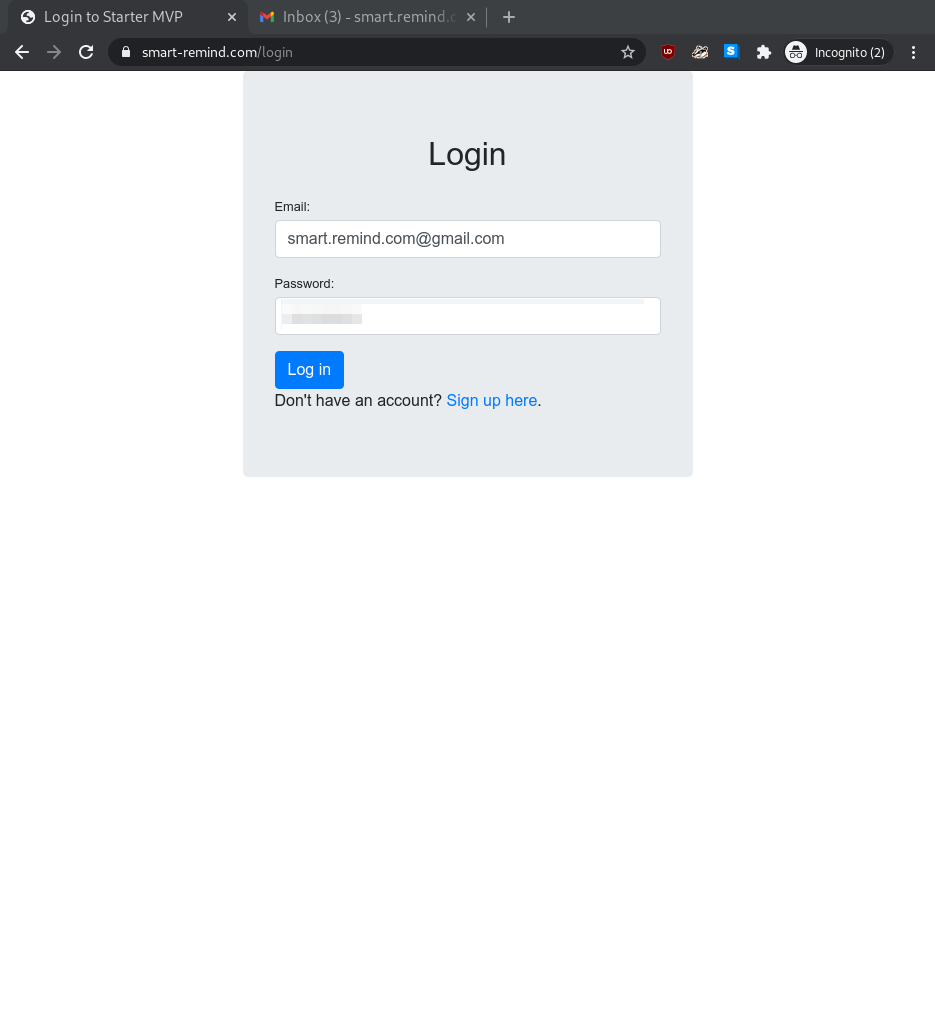 Login to Starter MVP
Inbox (3) - smart.remind.c
smart-remind.com/login
Incognito (2)
Login
Email:
smart.remind.com@gmail.com
Password:
Log in
Don't have an account? Sign up here.